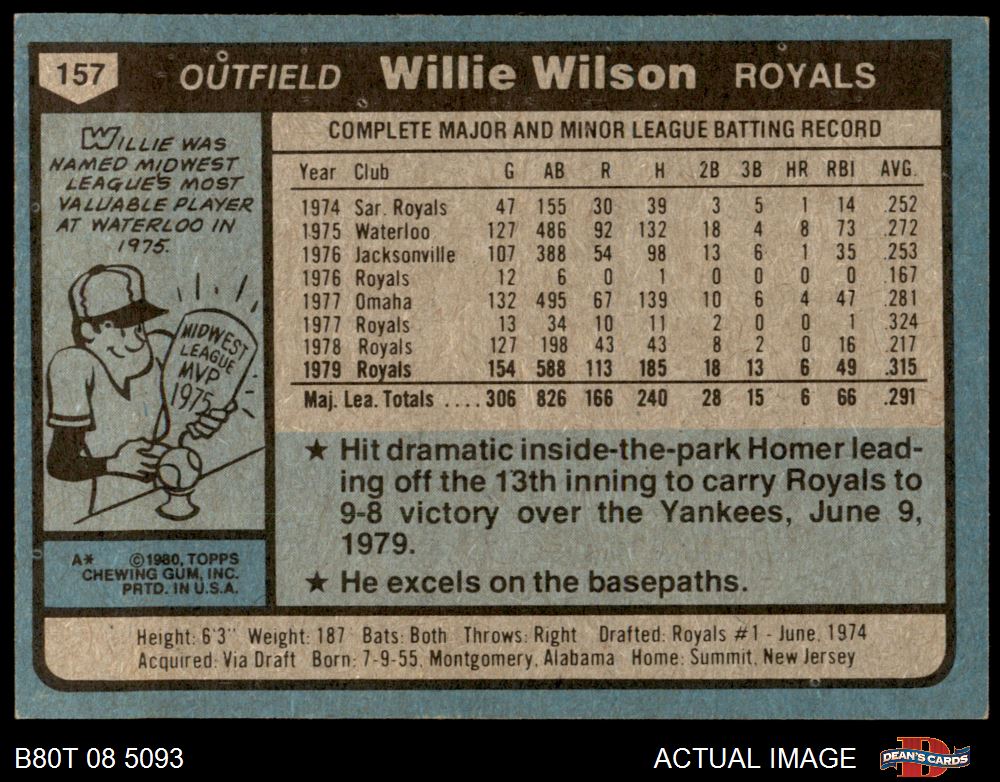 157 OUTFIELD Willie Wilson ROYALS
WILLIE WAS
NAMED MIDWEST
LEAGUE'S MOST
VALUABLE PLAYER
AT WATERLOO IN
1975.
MIDWEST
LEAGUE
MVP
1975
A* ©1980, TOPPS
CHEWING GUM, INC.
PRTD. IN U.S.A.
COMPLETE MAJOR AND MINOR LEAGUE BATTING RECORD
Year Club G AB R H 2B 3B HR RBI AVG.
1974 Sar. Royals 47 155 30 39 3 5 1 14 .252
1975 Waterloo 127 486 92 132 18 4 8 73 .272
1976 Jacksonville 107 388 54 98 13 6 1 35 .253
1976 Royals 12 6 0 1 0 0 0 0 .167
1977 Omaha 132 495 67 139 10 6 4 47 .281
1977 Royals 13 34 10 11 2 0 0 1 .324
1978 Royals 127 198 43 43 8 2 0 16 .217
1979 Royals 154 588 113 185 18 13 6 49 .315
Maj. Lea. Totals .... 306 826 166 240 28 15 6 66 .291
★ Hit dramatic inside-the-park Homer lead-
ing off the 13th inning to carry Royals to
9-8 victory over the Yankees, June 9,
1979.
★ He excels on the basepaths.
Height: 6'3" Weight: 187 Bats: Both Throws: Right Drafted: Royals #1 - June, 1974
Acquired: Via Draft Born: 7-9-55, Montgomery, Alabama Home: Summit, New Jersey
B80T 08 5093 ACTUAL IMAGE DEAN'S CARDS